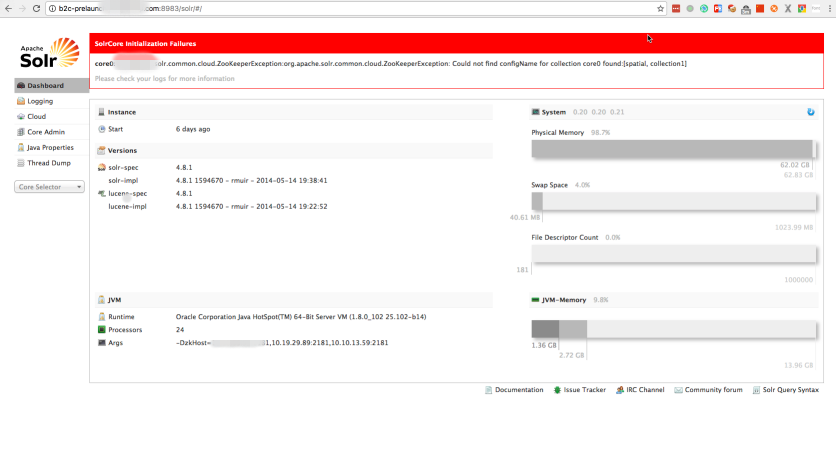 b2c-prelaun
com:8983/solr/#/
Apache
Solr
SolrCore Initialization Failures
core0:
solr.common.cloud.ZooKeeperException:org.apache.solr.common.cloud.ZooKeeperException: Could not find configName for collection core0 found:[spatial, collection1]
Please check your logs for more information
Dashboard
Logging
Cloud
Core Admin
Java Properties
Thread Dump
Core Selector
Instance
Start 6 days ago
Versions
solr-spec 4.8.1
solr-impl 4.8.1 1594670 - rmuir - 2014-05-14 19:38:41
lucene-spec 4.8.1
lucene-impl 4.8.1 1594670 - rmuir - 2014-05-14 19:22:52
JVM
Runtime Oracle Corporation Java HotSpot(TM) 64-Bit Server VM (1.8.0_102 25.102-b14)
Processors 24
Args -DzkHost=
1,10.19.29.89:2181,10.10.13.59:2181
System 0.20 0.20 0.21
Physical Memory 98.7%
62.02 GB
62.83 GB
Swap Space 4.0%
40.61 MB
1023.99 MB
File Descriptor Count 0.0%
181
1000000
JVM-Memory 9.8%
1.36 GB
2.72 GB
13.96 GB
Documentation Issue Tracker IRC Channel Community forum Solr Query Syntax